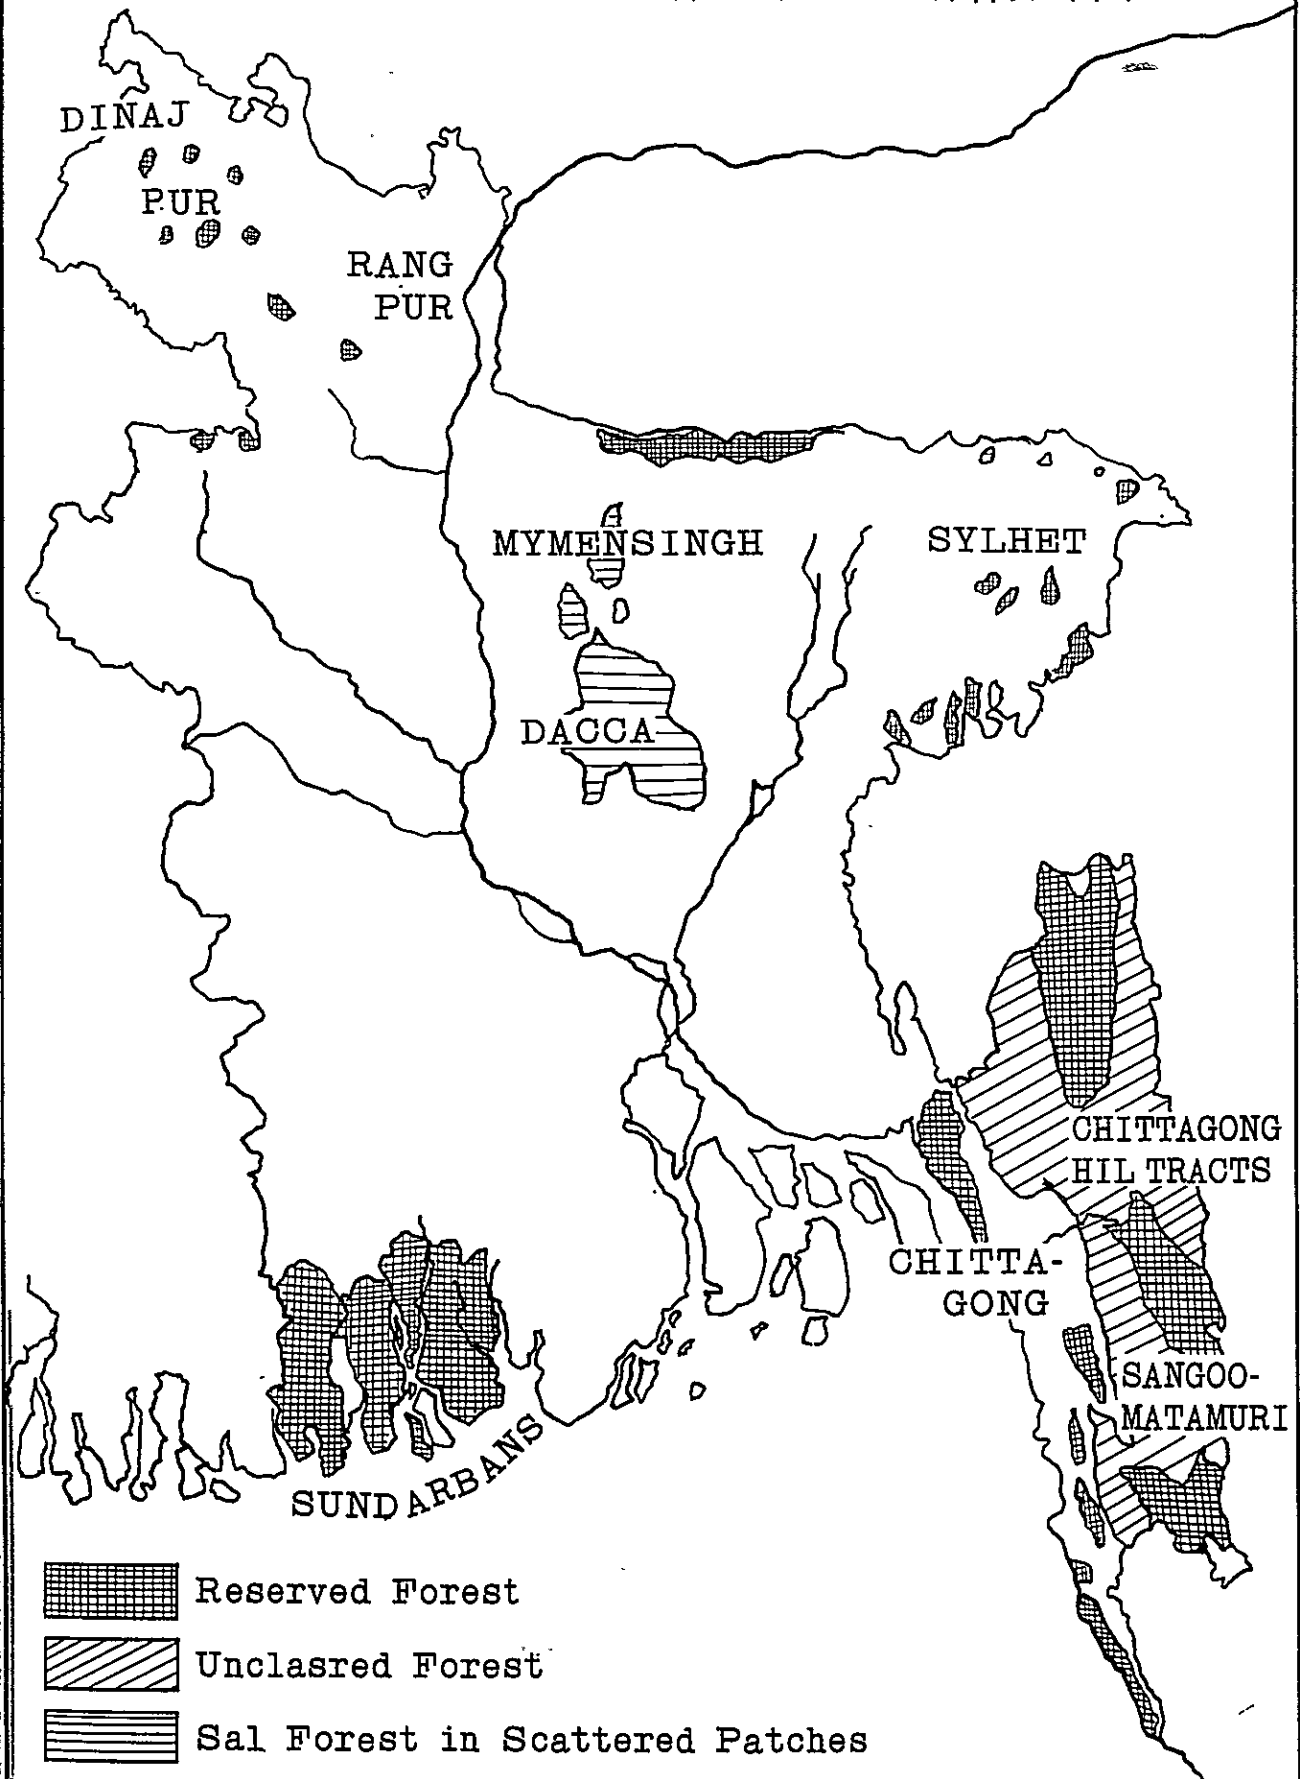 DINAJ
PUR
RANG
PUR
MYMENSINGH
SYLHET
DACCA
CHITTAGONG
HIL TRACTS
CHITTA-
GONG
SANGOO-
MATAMURI
SUNDARBANS
Reserved Forest
Unclasred Forest
Sal Forest in Scattered Patches